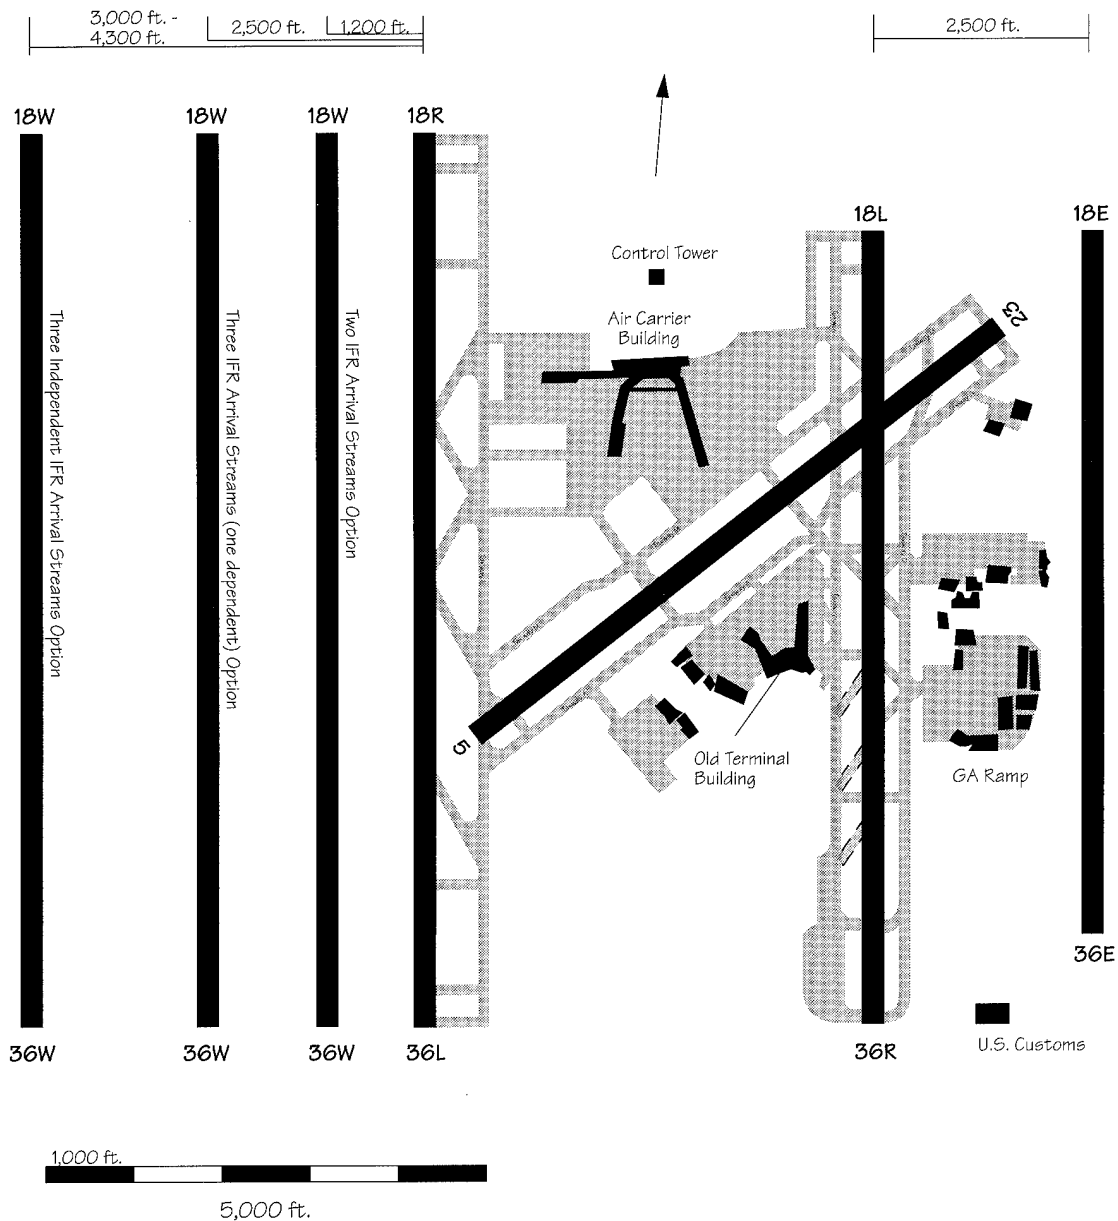 3,000 ft. -
4,300 ft.
2,500 ft.
1,200 ft.
2,500 ft.
18W
18W
18W
18R
18L
18E
Control Tower
Air Carrier
Building
23
Three Independent IFR Arrival Streams Option
Three IFR Arrival Streams (one dependent) Option
Two IFR Arrival Streams Option
5
Old Terminal
Building
GA Ramp
36E
U.S. Customs
36W
36W
36W
36L
36R
1,000 ft.
5,000 ft.